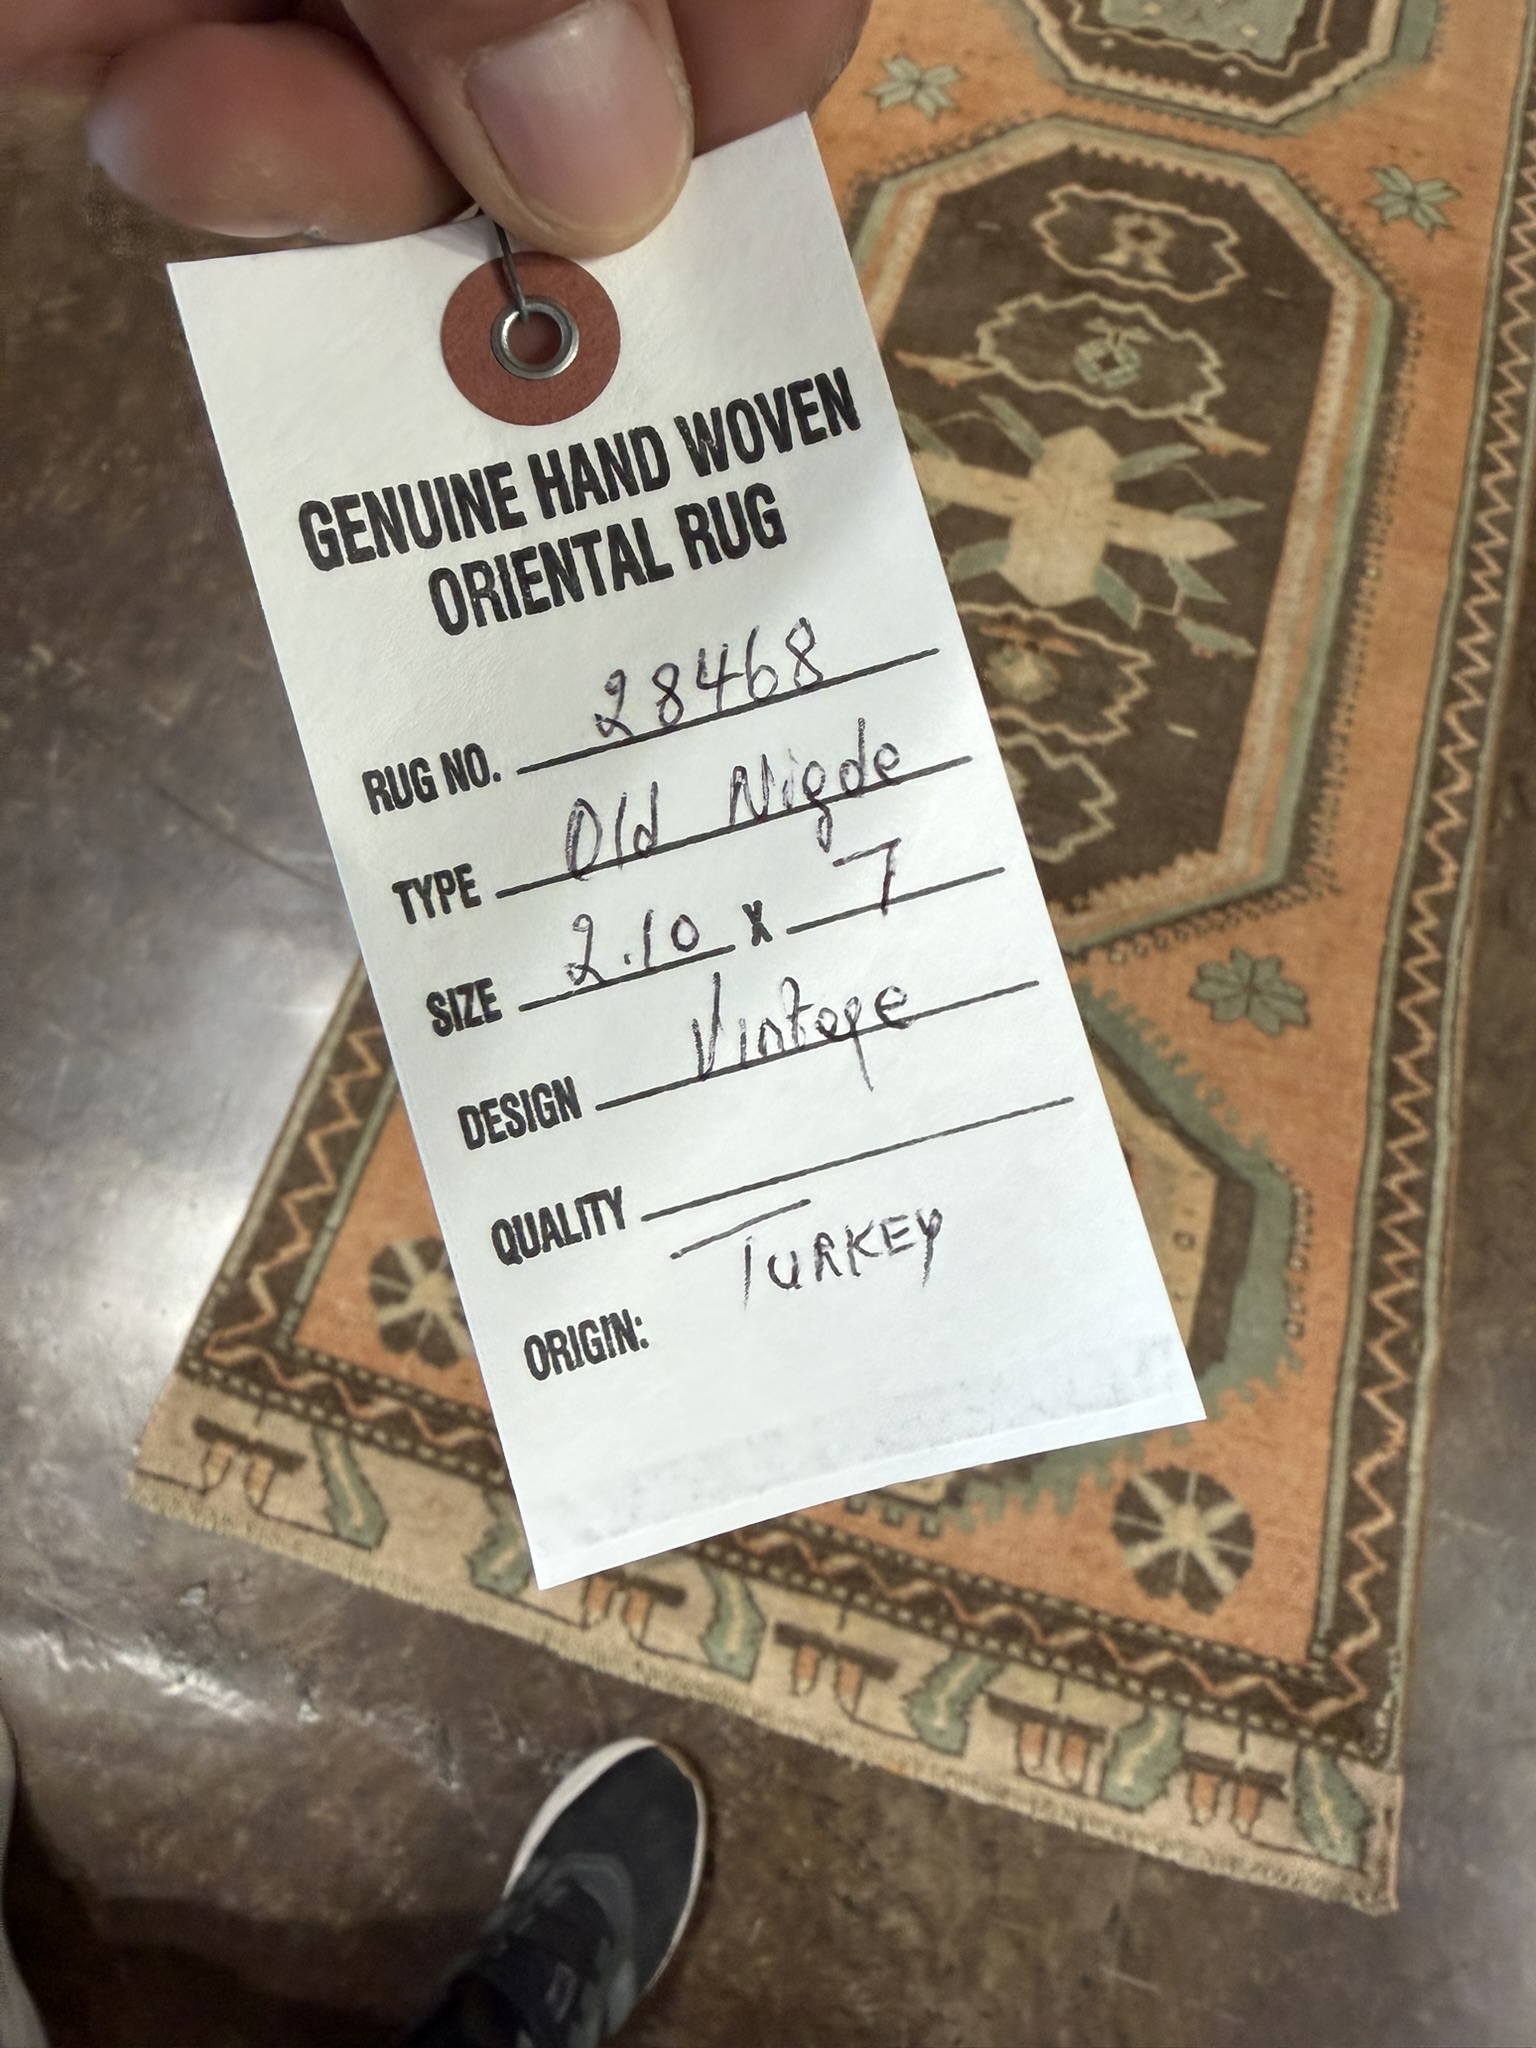 GENUINE HAND WOVEN
ORIENTAL RUG
RUG NO. 28468
TYPE Old Nigde
SIZE 2.10 X 7
DESIGN Vintage
QUALITY
ORIGIN: TURKEY